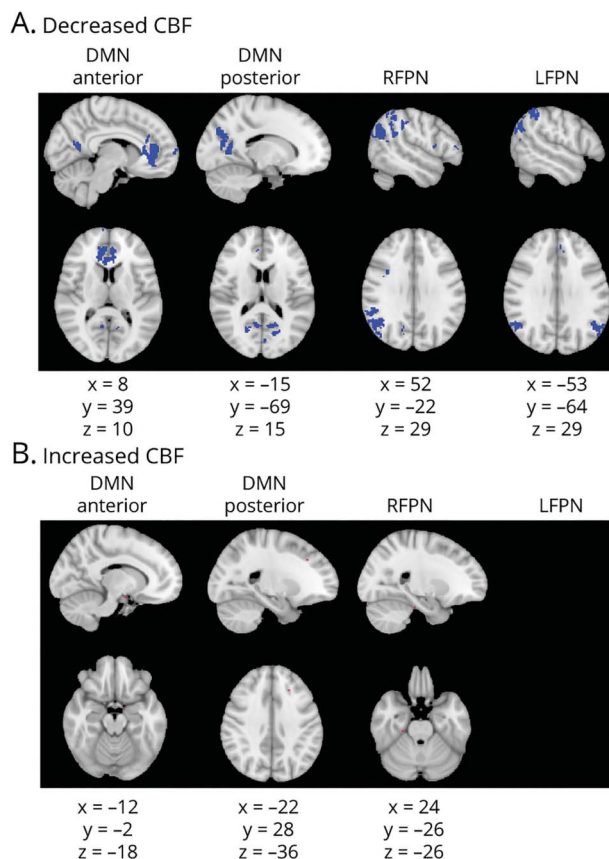 A. Decreased CBF
DMN anterior DMN posterior RFPN LFPN
x = 8 x = –15 x = 52 x = –53
y = 39 y = –69 y = –22 y = –64
z = 10 z = 15 z = 29 z = 29
B. Increased CBF
DMN anterior DMN posterior RFPN LFPN
x = –12 x = –22 x = 24
y = –2 y = 28 y = –26
z = –18 z = –36 z = –26